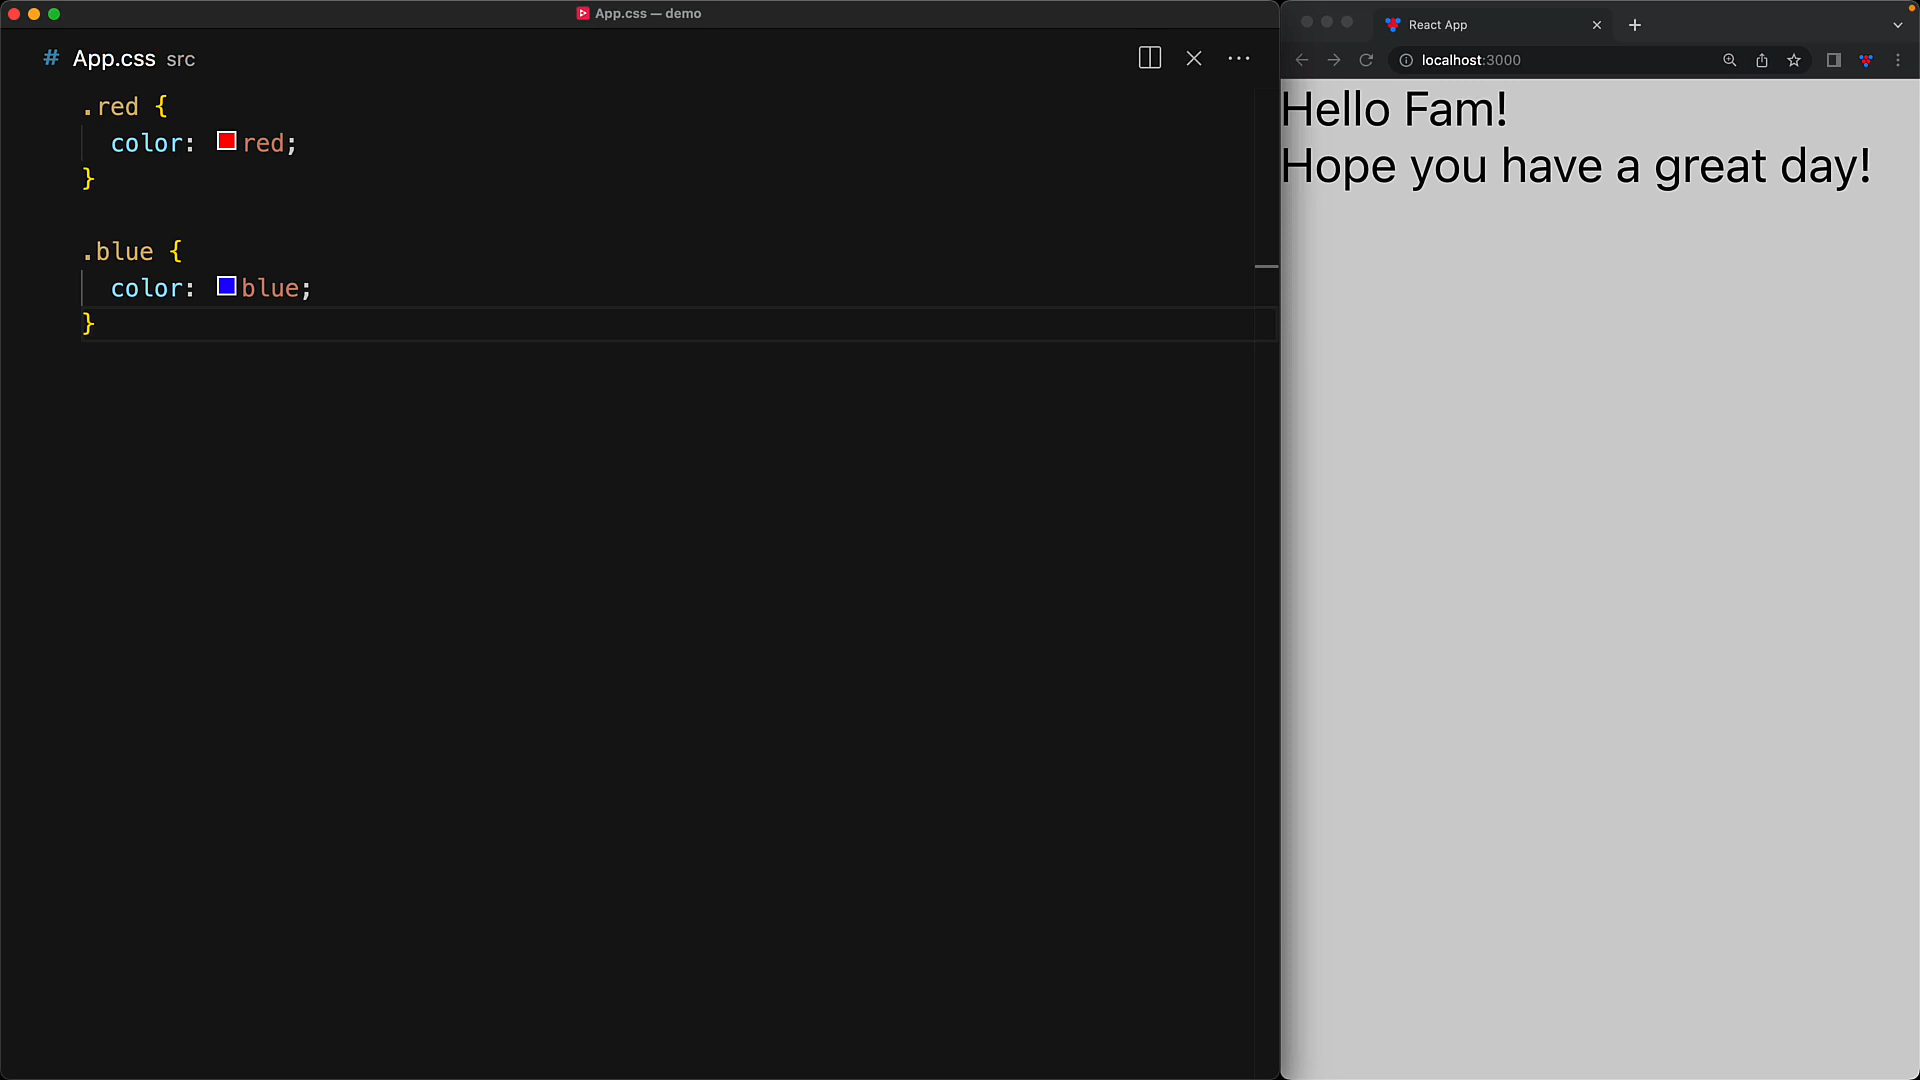 App.css — demo
# App.css src
.red {
color: red;
}
.blue {
color: blue;
}
React App
localhost:3000
Hello Fam!
Hope you have a great day!